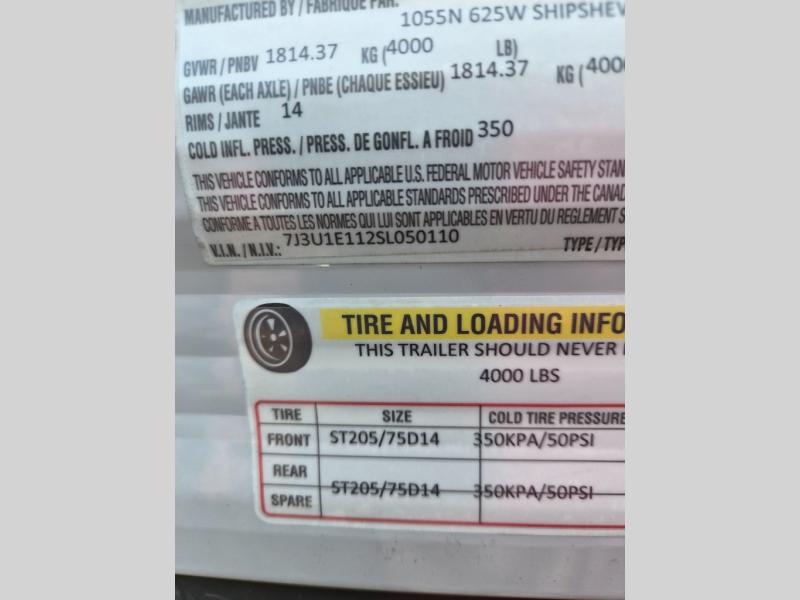 MANUFACTURED BY / FABRIQUE PAR:
1055N 625W SHIPSHEW
GVWR / PNBV 1814.37 KG (4000 LB)
GAWR (EACH AXLE) / PNBE (CHAQUE ESSIEU) 1814.37 KG (400
RIMS / JANTE 14
COLD INFL. PRESS. / PRESS. DE GONFL. A FROID 350
THIS VEHICLE CONFORMS TO ALL APPLICABLE U.S. FEDERAL MOTOR VEHICLE SAFETY STAN
THIS VEHICLE CONFORMS TO ALL APPLICABLE STANDARDS PRESCRIBED UNDER THE CANAD
CONFORME A TOUTES LES NORMES QUI LUI SONT APPLICABLES EN VERTU DU REGLEMENT S
V.I.N. / N.I.V.: 7J3U1E112SL050110 TYPE / TYP
TIRE AND LOADING INFO
THIS TRAILER SHOULD NEVER
4000 LBS
TIRE SIZE COLD TIRE PRESSURE
FRONT ST205/75D14 350KPA/50PSI
REAR
ST205/75D14 350KPA/50PSI
SPARE